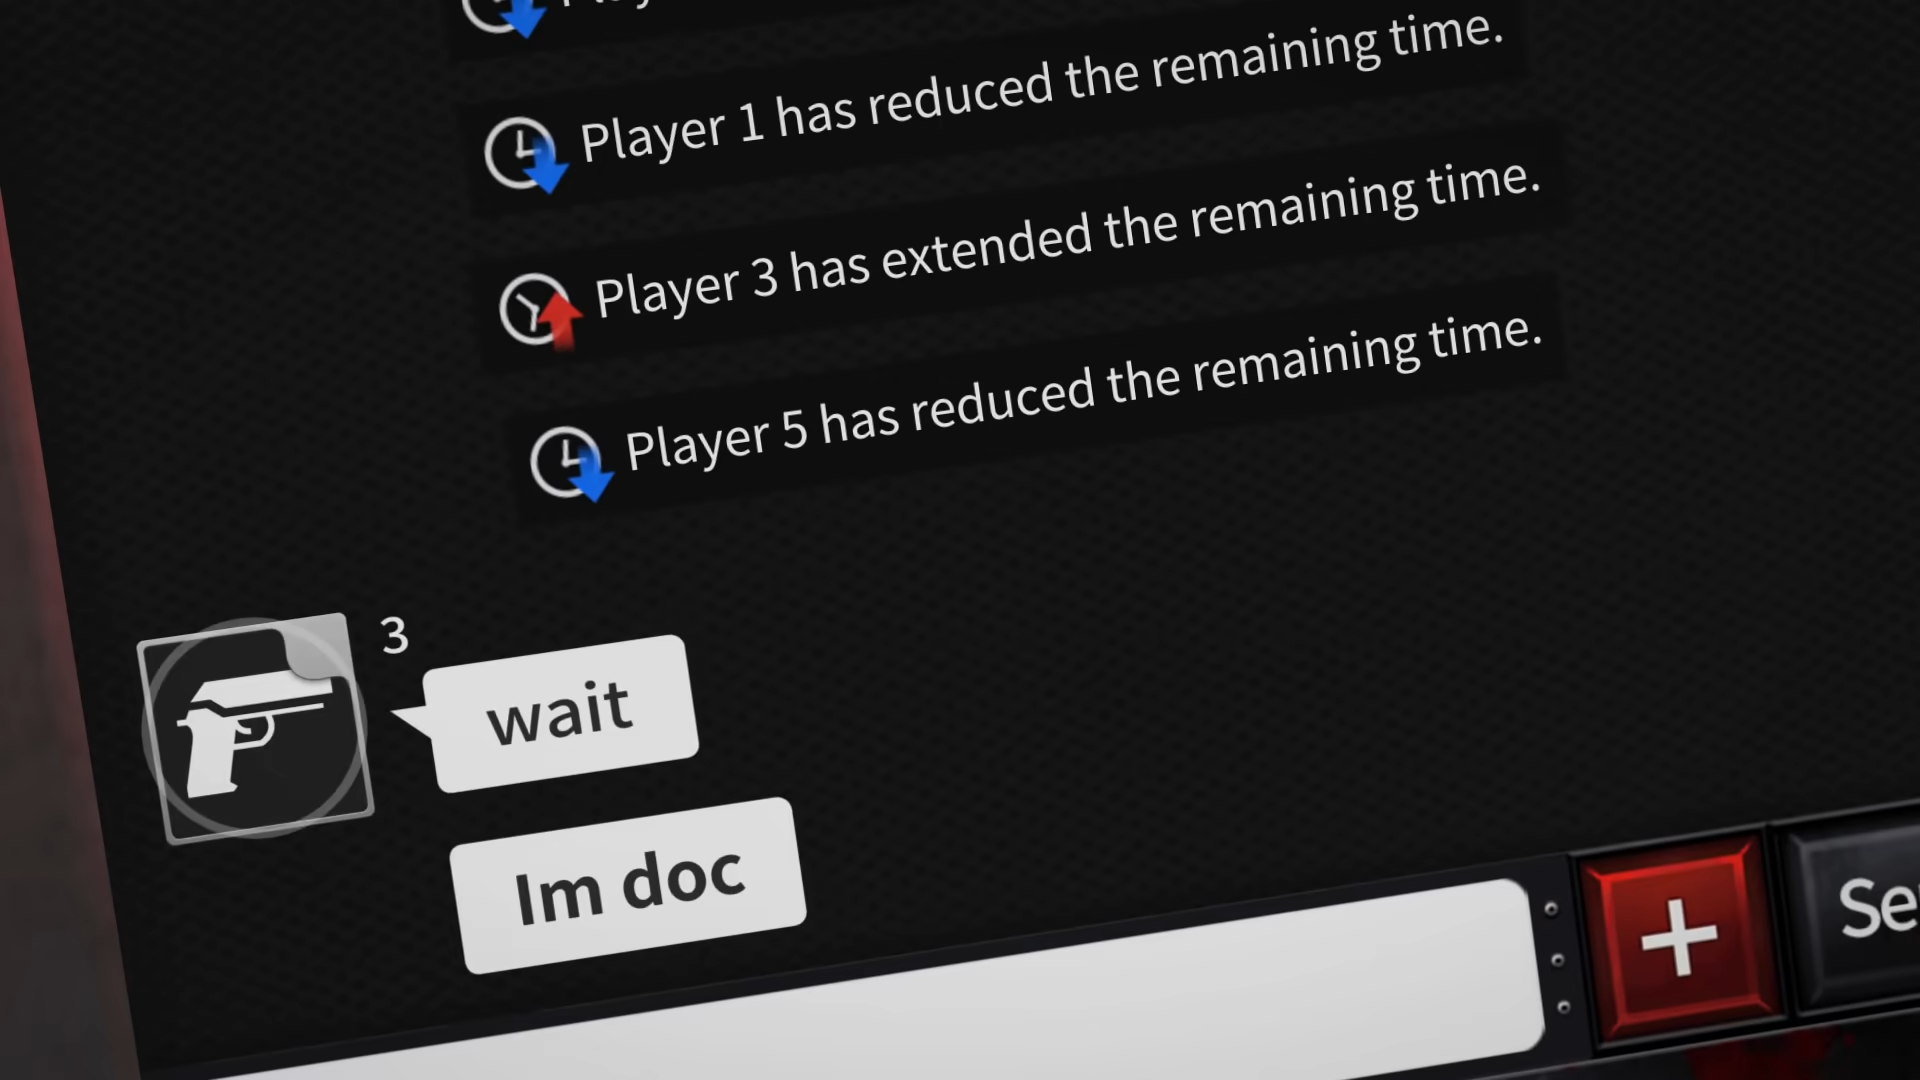 Player 1 has reduced the remaining time.
Player 3 has extended the remaining time.
Player 5 has reduced the remaining time.
3
wait
Im doc